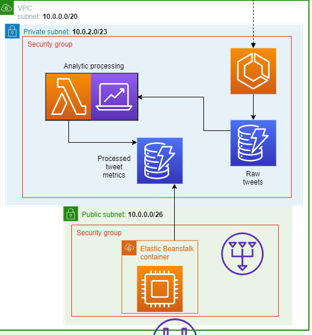 VPC
subnet: 10.0.0.0/20
Private subnet: 10.0.2.0/23
Security group
Analytic processing
Processed
tweet
metrics
Raw
tweets
Public subnet: 10.0.0.0/26
Security group
Elastic Beanstalk
container